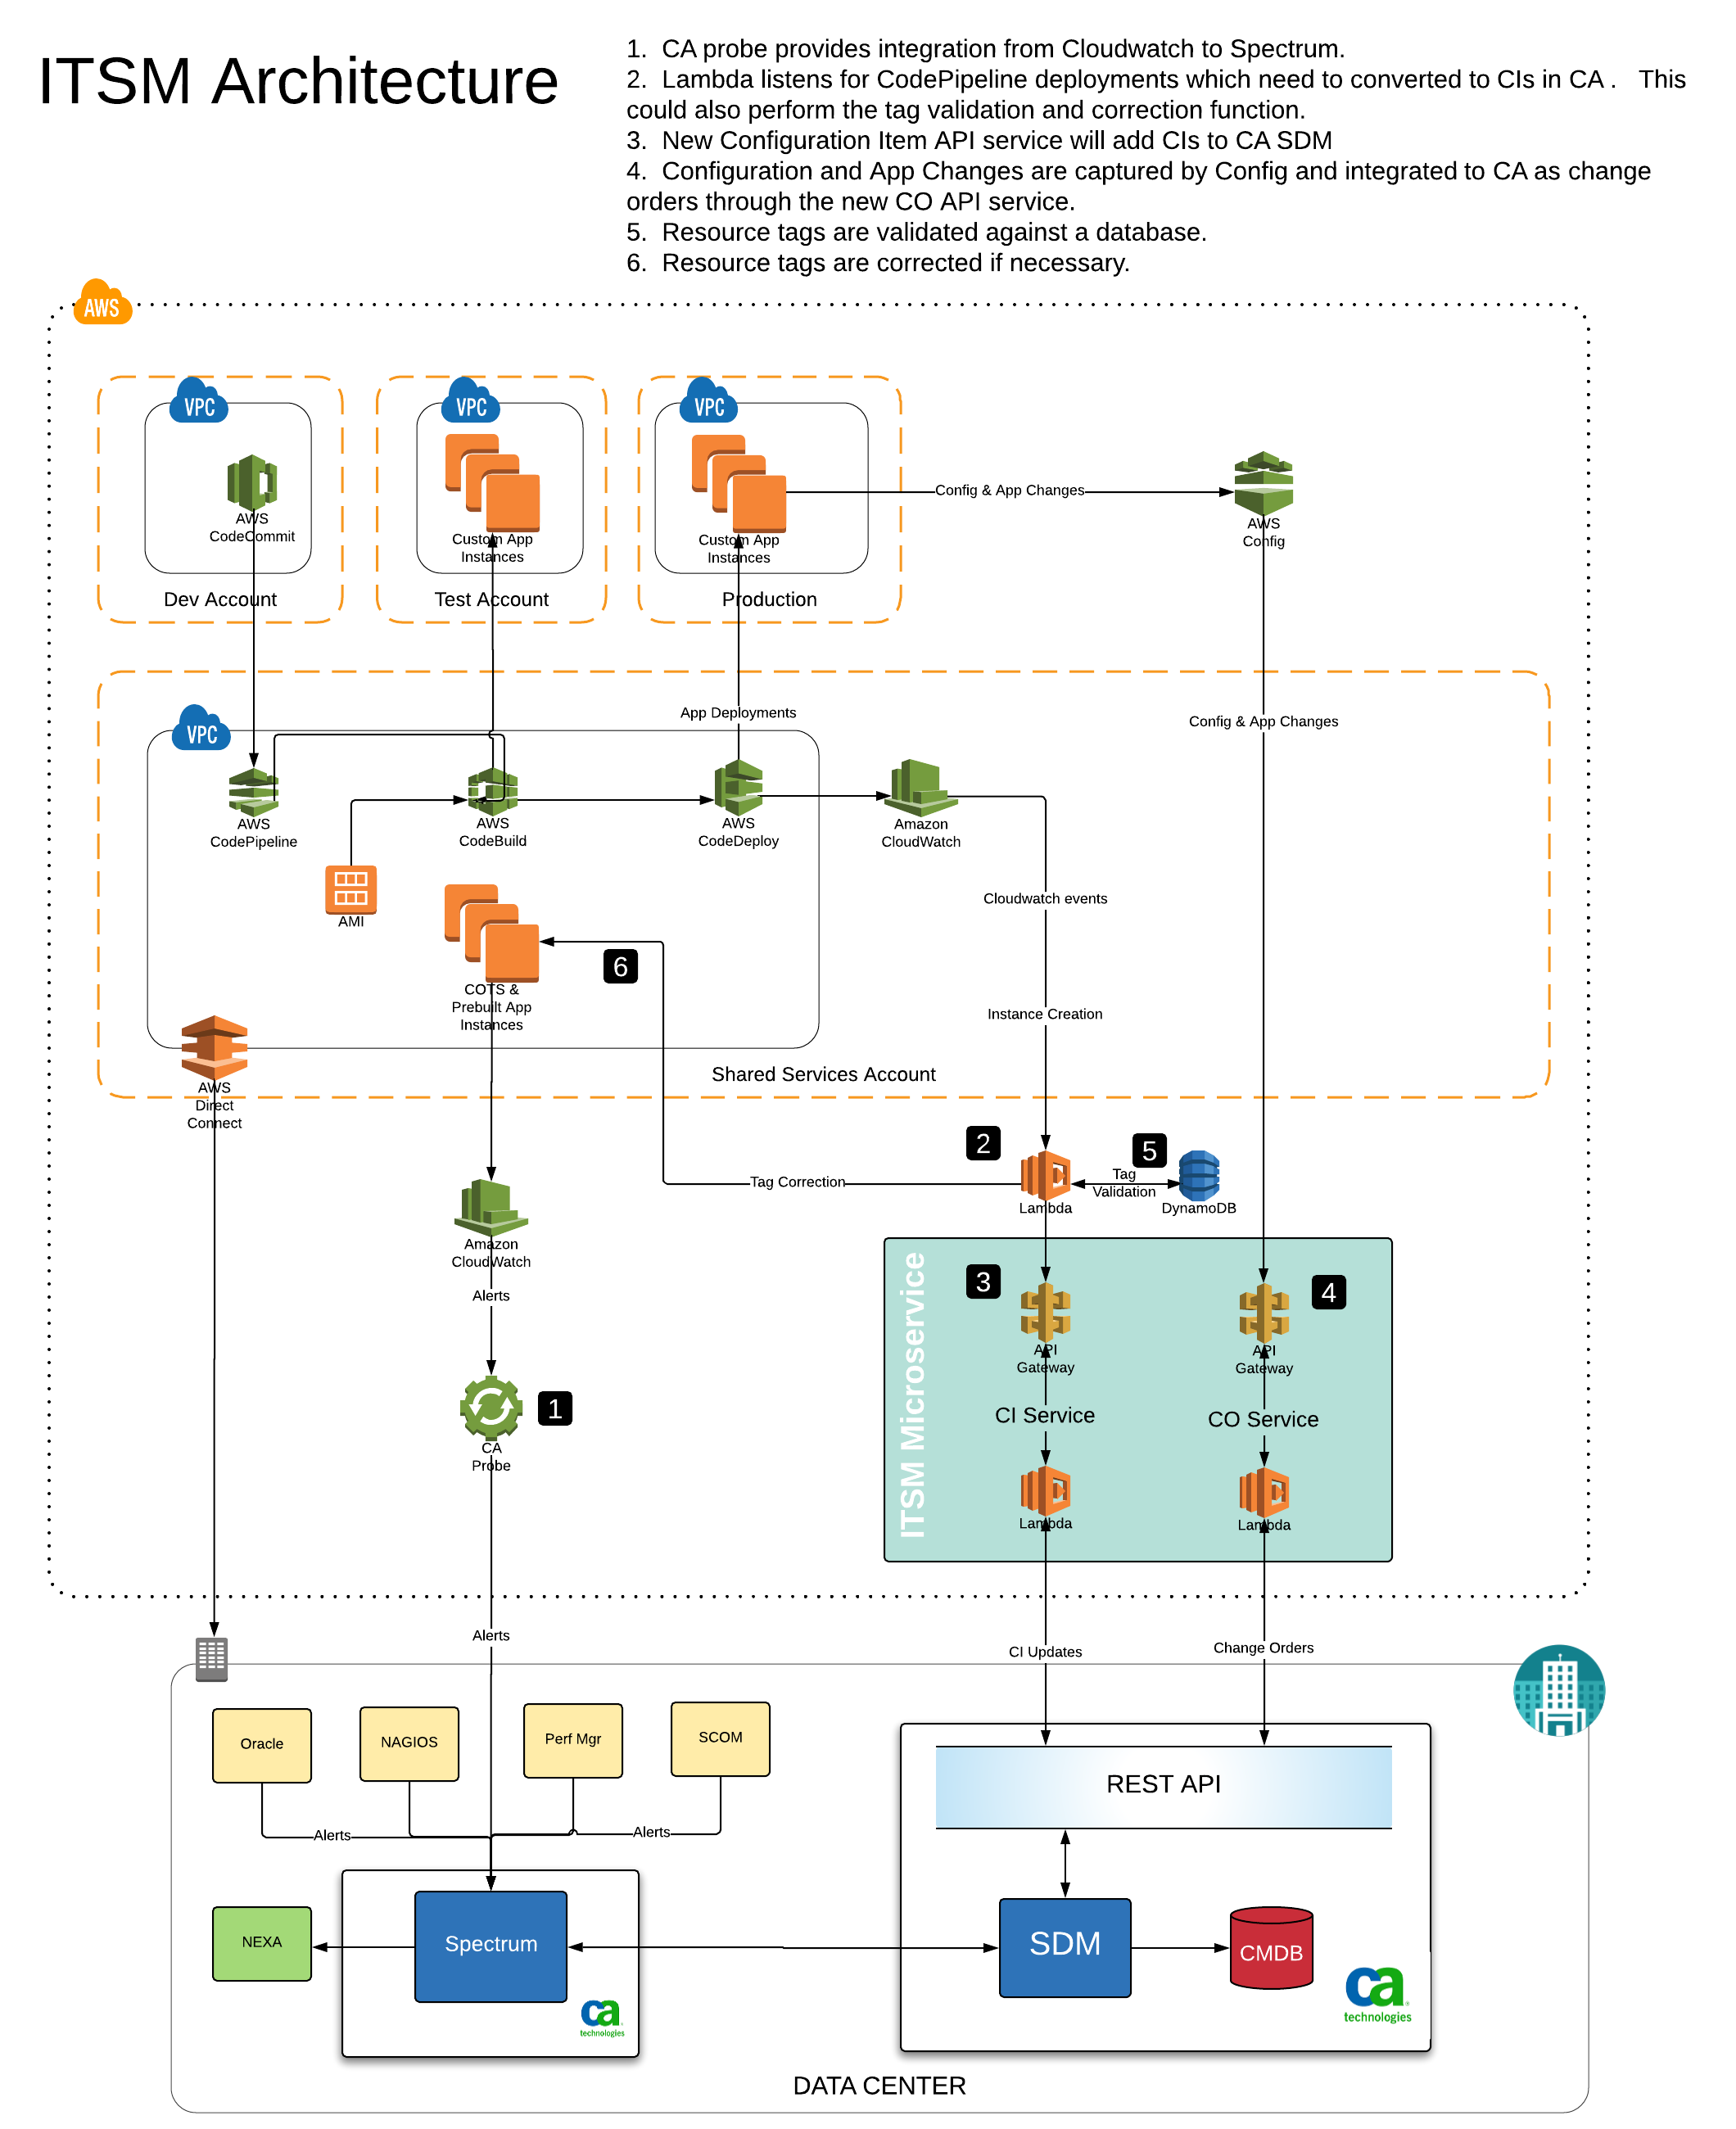 ITSM Architecture
1. CA probe provides integration from Cloudwatch to Spectrum.
2. Lambda listens for CodePipeline deployments which need to converted to CIs in CA . This
could also perform the tag validation and correction function.
3. New Configuration Item API service will add CIs to CA SDM
4. Configuration and App Changes are captured by Config and integrated to CA as change
orders through the new CO API service.
5. Resource tags are validated against a database.
6. Resource tags are corrected if necessary.
AWS
VPC
VPC
VPC
AWS
CodeCommit
Custom App
Instances
Custom App
Instances
Config & App Changes
AWS
Config
Dev Account
Test Account
Production
App Deployments
Config & App Changes
VPC
AWS
CodePipeline
AWS
CodeBuild
AWS
CodeDeploy
Amazon
CloudWatch
AMI
Cloudwatch events
6
COTS &
Prebuilt App
Instances
Instance Creation
Shared Services Account
AWS
Direct
Connect
2
5
Tag
Validation
Tag Correction
Lambda
DynamoDB
Amazon
CloudWatch
Alerts
ITSM Microservice
3
4
API
Gateway
API
Gateway
1
CI Service
CO Service
CA
Probe
Lambda
Lambda
Alerts
CI Updates
Change Orders
Oracle
NAGIOS
Perf Mgr
SCOM
Alerts
Alerts
REST API
NEXA
Spectrum
SDM
CMDB
ca
technologies
ca
technologies
DATA CENTER